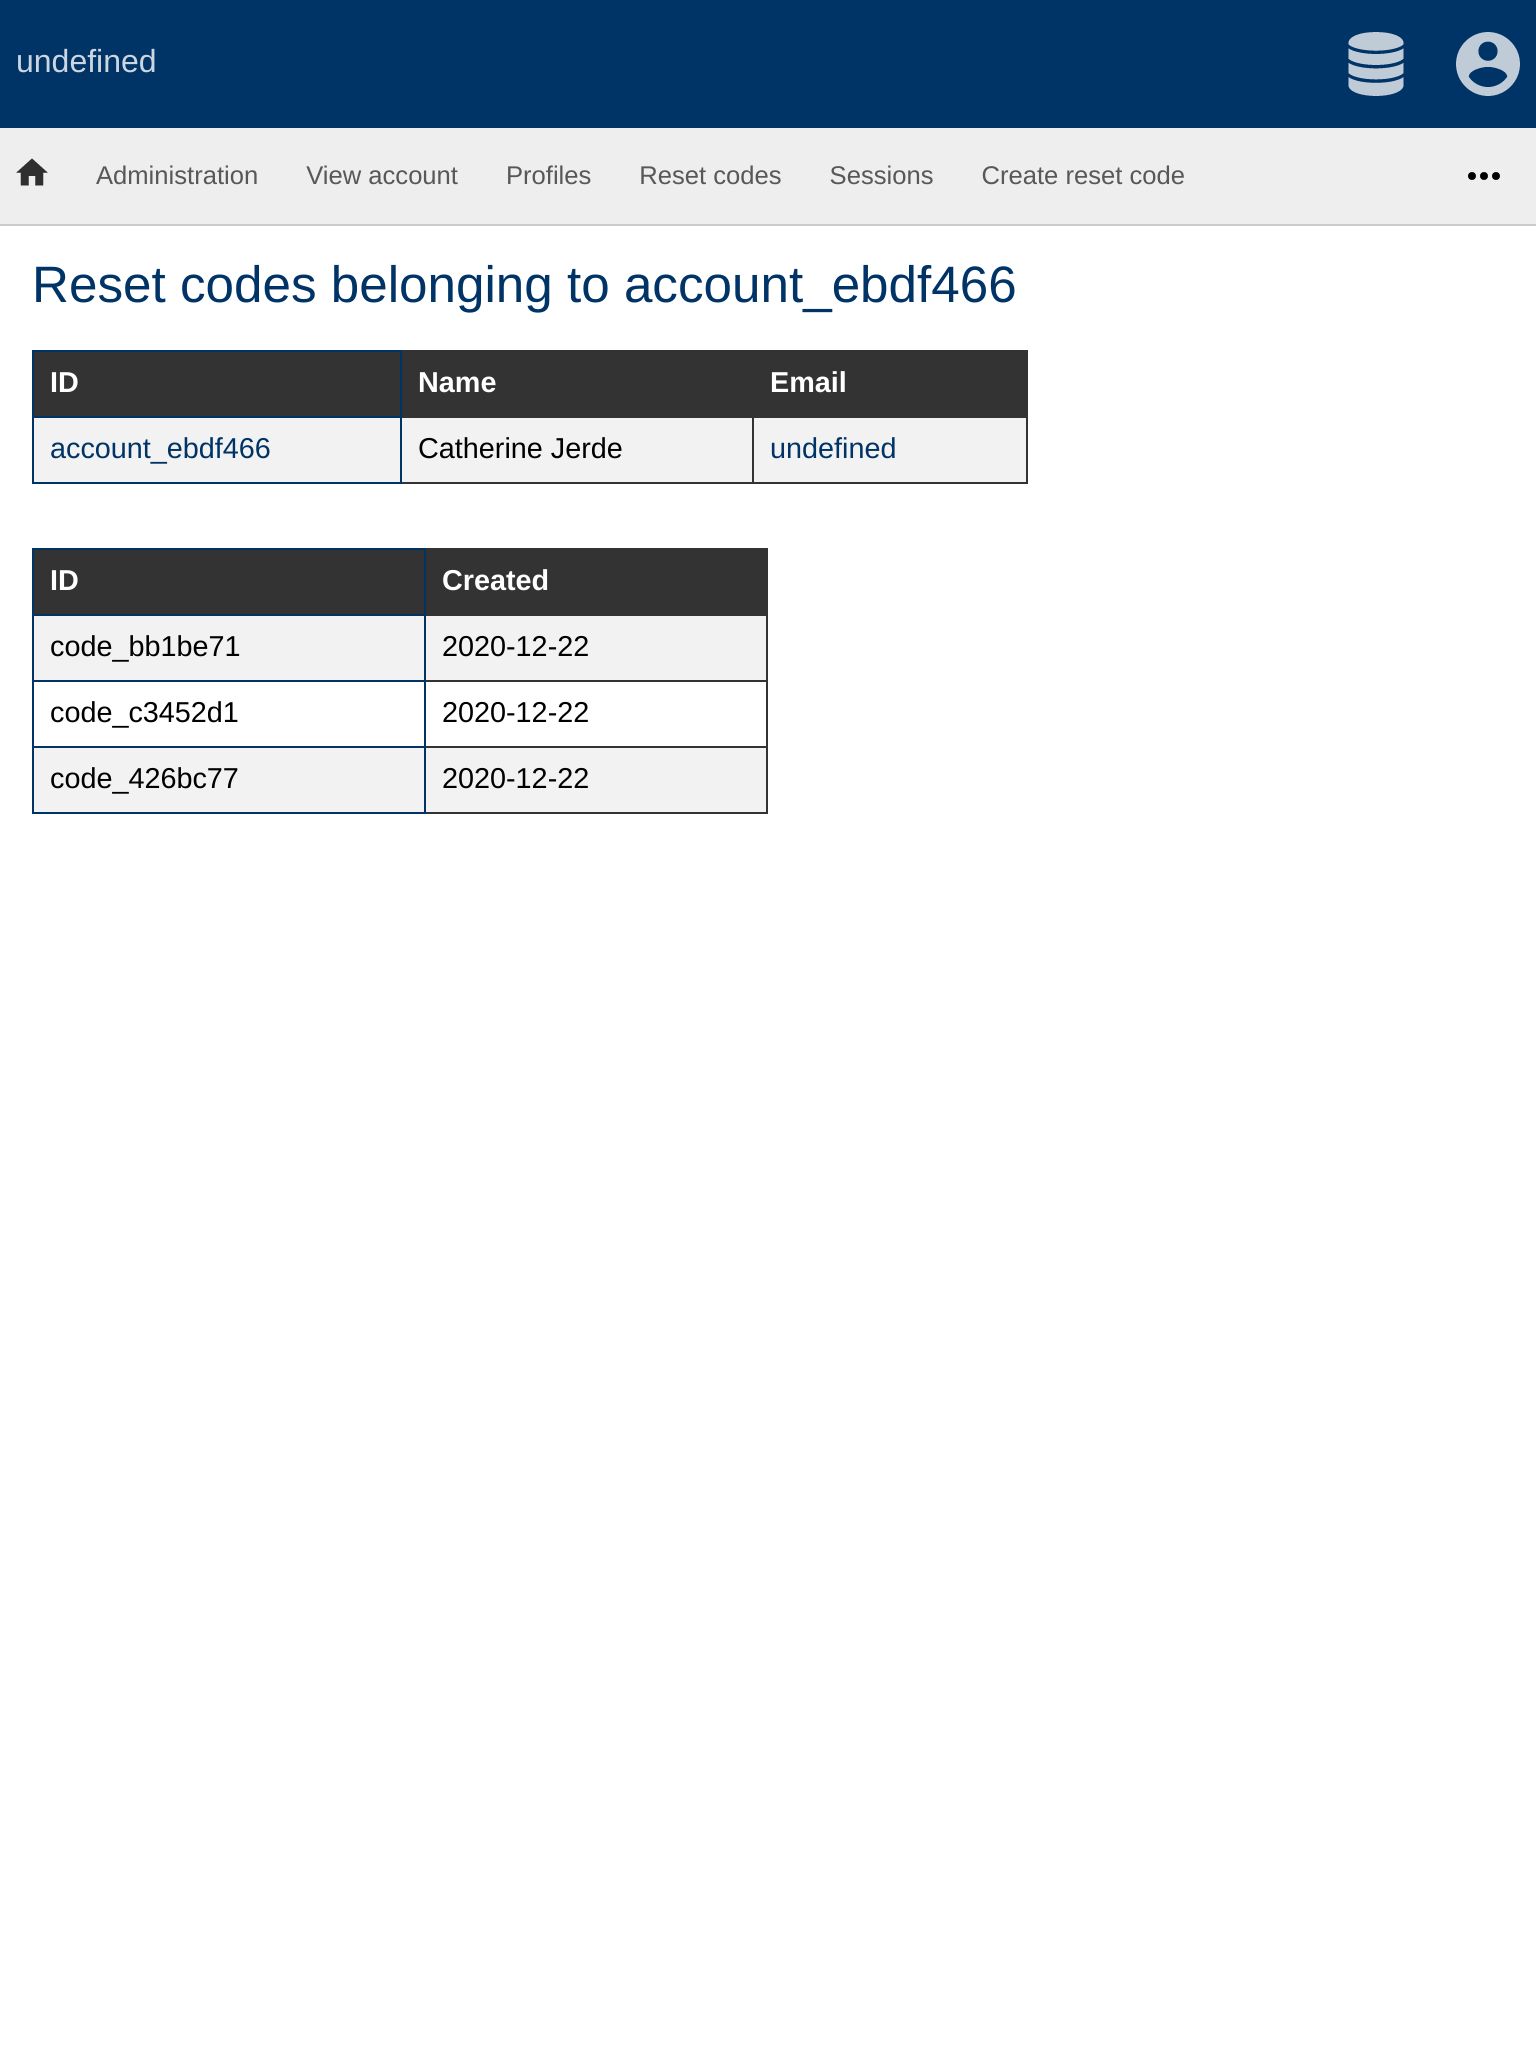 undefined
Administration View account Profiles Reset codes Sessions Create reset code
Reset codes belonging to account_ebdf466
ID Name Email
account_ebdf466 Catherine Jerde undefined
ID Created
code_bb1be71 2020-12-22
code_c3452d1 2020-12-22
code_426bc77 2020-12-22